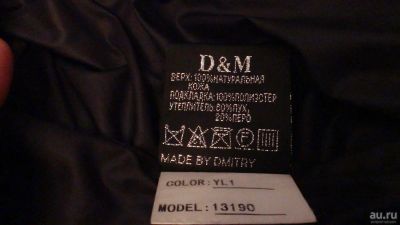 D&M
ВЕРХ: 100% НАТУРАЛЬНАЯ
КОЖА
ПОДКЛАДКА: 100% ПОЛИЭСТЕР
УТЕПЛИТЕЛЬ: 80% ПУХ,
20% ПЕРО
MADE BY DMITRY
COLOR: YL1
MODEL: 13190
au.ru